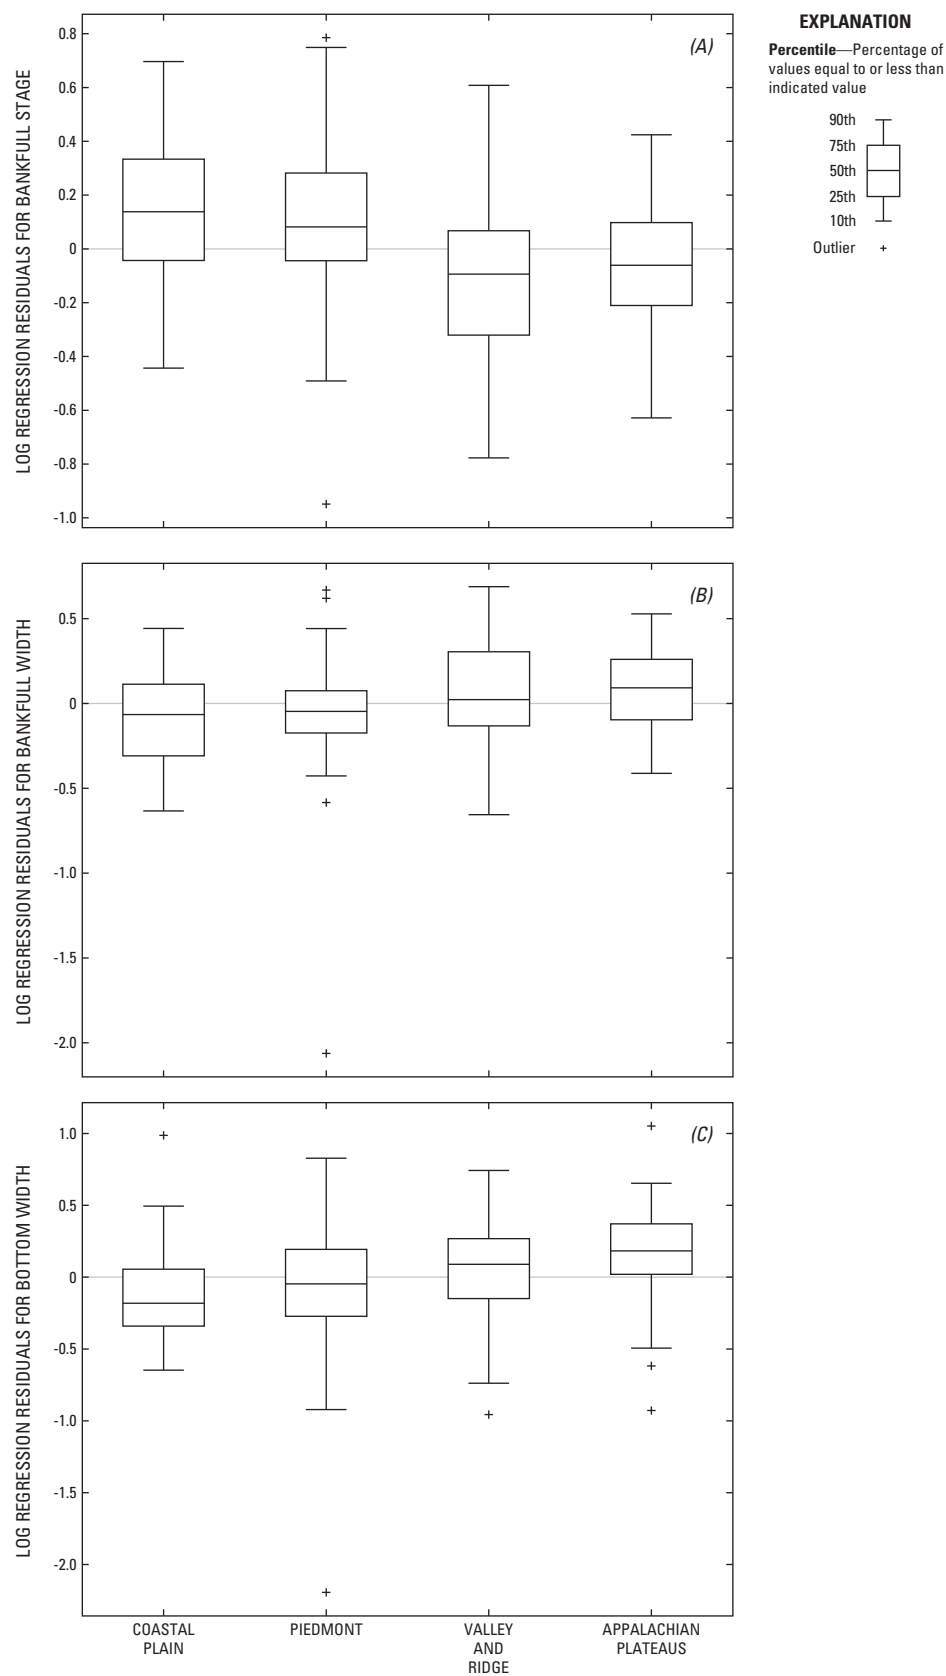 LOG REGRESSION RESIDUALS FOR BANKFULL STAGE
0.8
0.6
0.4
0.2
0
-0.2
-0.4
-0.6
-0.8
-1.0
(A)
EXPLANATION
Percentile—Percentage of
values equal to or less than
indicated value
90th
75th
50th
25th
10th
Outlier +
LOG REGRESSION RESIDUALS FOR BANKFULL WIDTH
0.5
0
-0.5
-1.0
-1.5
-2.0
(B)
LOG REGRESSION RESIDUALS FOR BOTTOM WIDTH
1.0
0.5
0
-0.5
-1.0
-1.5
-2.0
(C)
COASTAL
PLAIN
PIEDMONT
VALLEY
AND
RIDGE
APPALACHIAN
PLATEAUS